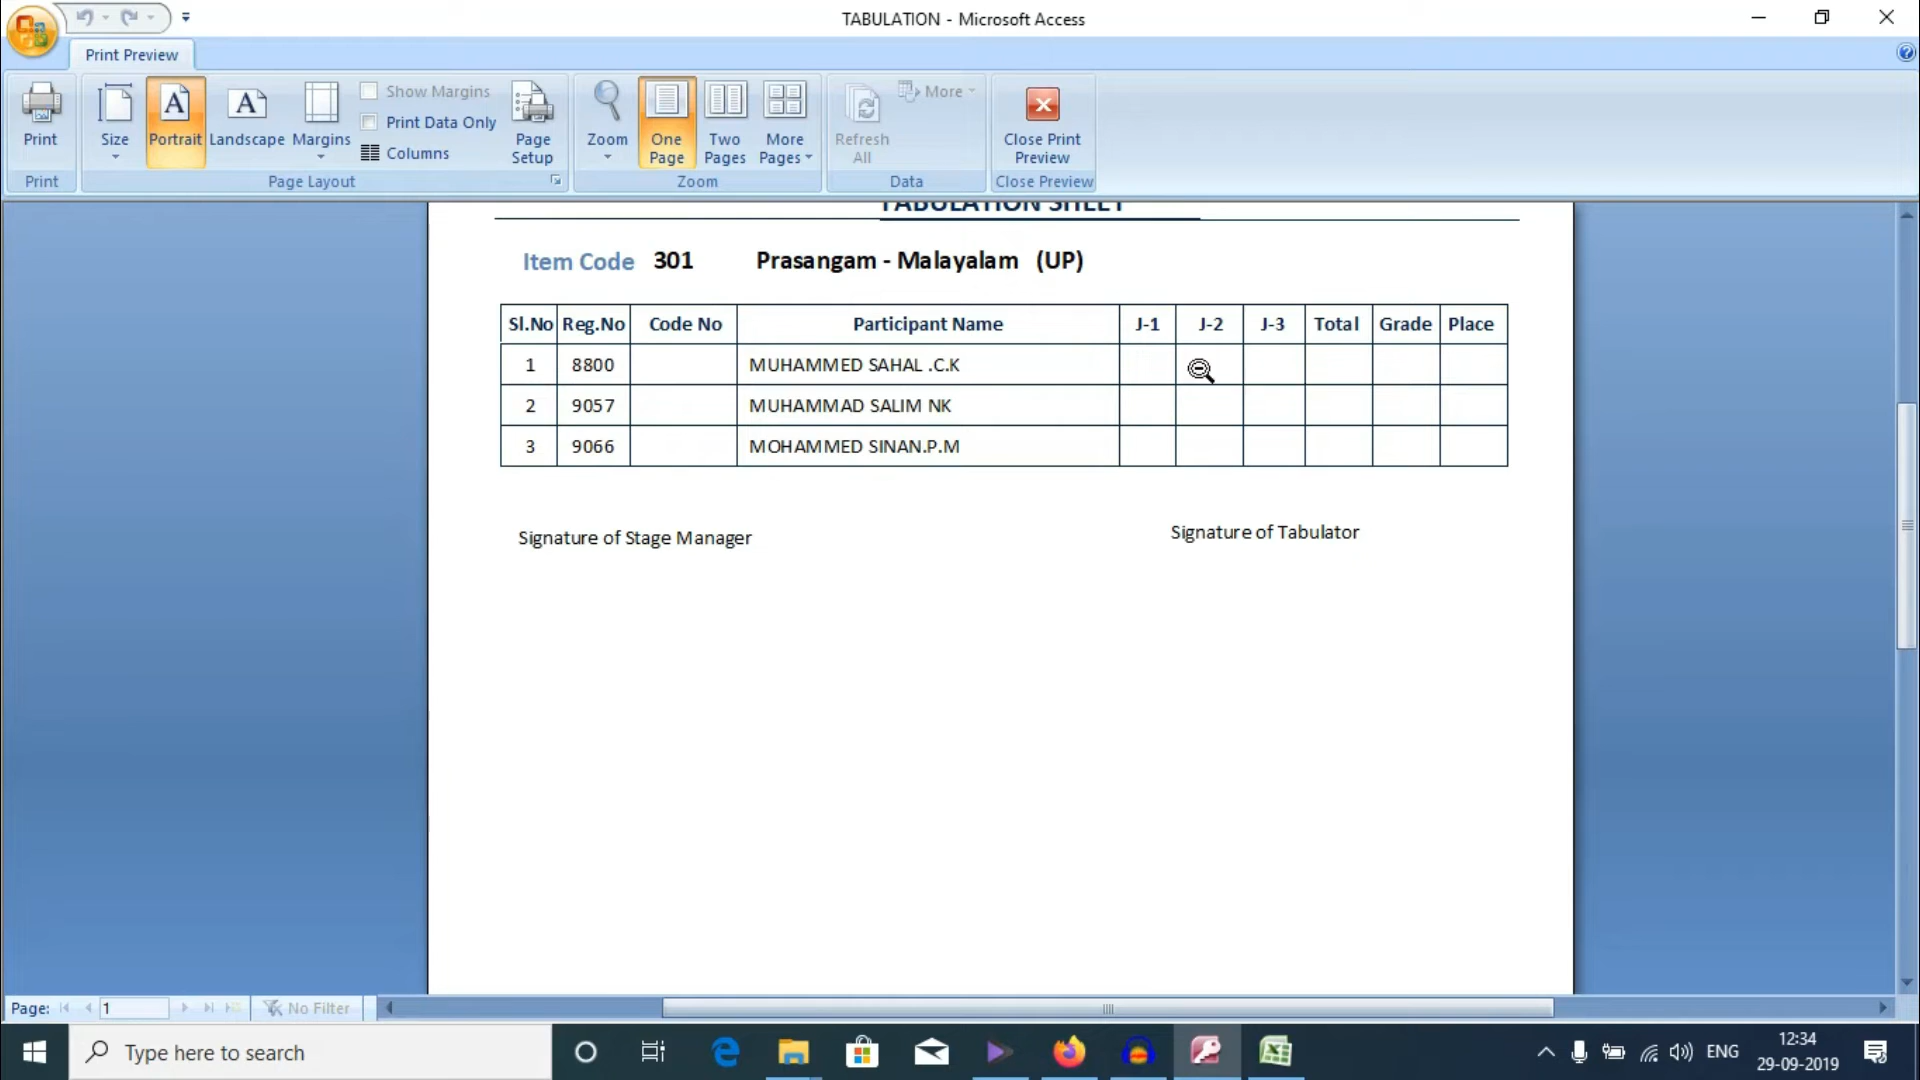 TABULATION - Microsoft Access
Print Preview
Print
Size
Portrait
Landscape
Margins
Show Margins
Print Data Only
Columns
Page Setup
Zoom
One Page
Two Pages
More Pages
Refresh All
More
Close Print Preview
Print
Page Layout
Zoom
Data
Close Preview
TABULATION SHEET
Item Code 301 Prasangam - Malayalam (UP)
Sl.No Reg.No Code No Participant Name J-1 J-2 J-3 Total Grade Place
1 8800 MUHAMMED SAHAL .C.K
2 9057 MUHAMMAD SALIM NK
3 9066 MOHAMMED SINAN.P.M
Signature of Stage Manager Signature of Tabulator
Page: 1 No Filter
Type here to search
ENG
12:34
29-09-2019